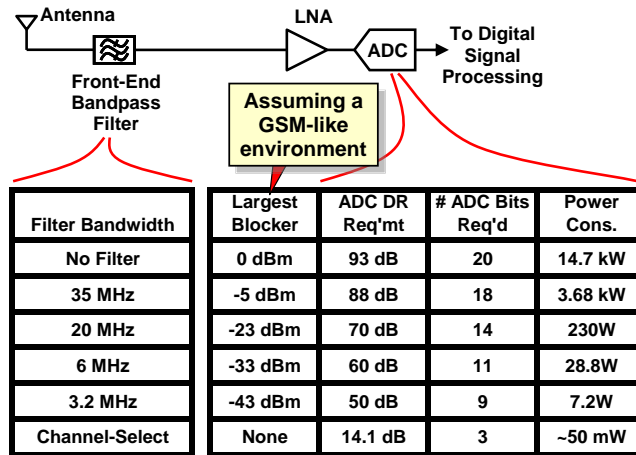 Antenna
LNA
ADC
To Digital
Signal
Processing
Front-End
Bandpass
Filter
Assuming a
GSM-like
environment
Filter Bandwidth
Largest
Blocker
ADC DR
Req'mt
# ADC Bits
Req'd
Power
Cons.
No Filter 0 dBm 93 dB 20 14.7 kW
35 MHz -5 dBm 88 dB 18 3.68 kW
20 MHz -23 dBm 70 dB 14 230W
6 MHz -33 dBm 60 dB 11 28.8W
3.2 MHz -43 dBm 50 dB 9 7.2W
Channel-Select None 14.1 dB 3 ~50 mW